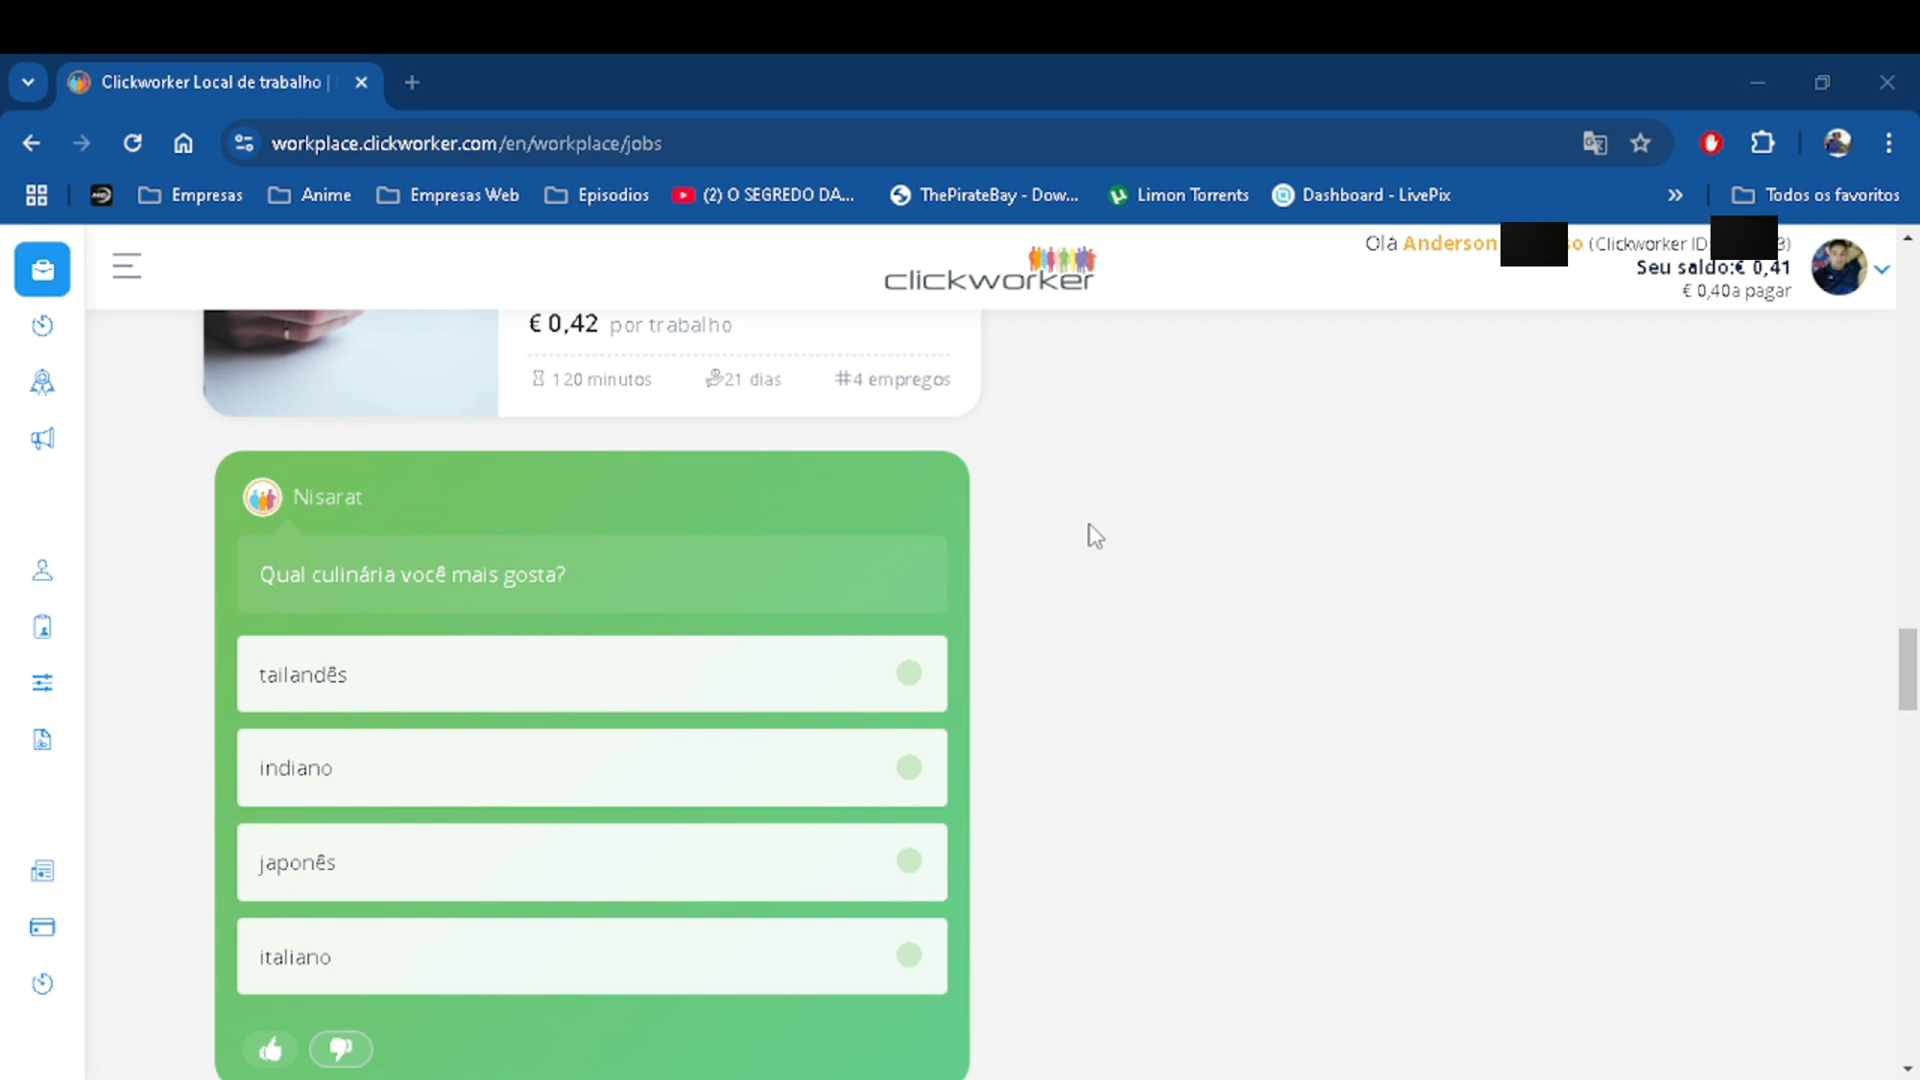 Clickworker Local de trabalho |
workplace.clickworker.com/en/workplace/jobs
Empresas Anime Empresas Web Episodios (2) O SEGREDO DA... ThePirateBay - Dow... Limon Torrents Dashboard - LivePix » Todos os favoritos
Olá Anderson so (Clickworker ID: 3)
Seu saldo:€ 0,41
€ 0,40a pagar
clickworker
€ 0,42 por trabalho
120 minutos 21 dias #4 empregos
Nisarat
Qual culinária você mais gosta?
tailandês
indiano
japonês
italiano